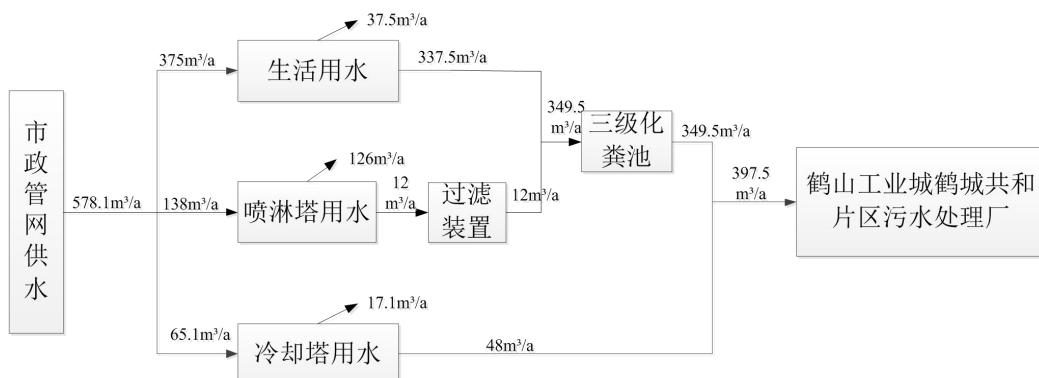 37.5m³/a
375m³/a
生活用水
337.5m³/a
市
政
管
网
供
水
578.1m³/a
126m³/a
138m³/a
喷淋塔用水
12
m³/a
过滤
装置
12m³/a
349.5
m³/a
三级化
粪池
349.5m³/a
397.5
m³/a
鹤山工业城鹤城共和
片区污水处理厂
17.1m³/a
65.1m³/a
冷却塔用水
48m³/a